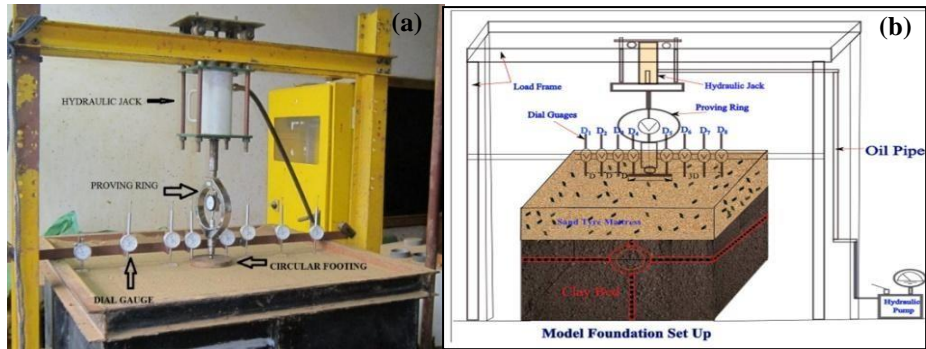 (a)
HYDRAULIC JACK
PROVING RING
CIRCULAR FOOTING
DIAL GAUGE
(b)
Load Frame
Hydraulic Jack
Proving Ring
Dial Guages
D₁ D₂ D₃ D₄ D₅ D₆ D₇ D₈
Oil Pipe
D D D 3D
Sand Tyre Mattress
Clay Bed
Hydraulic
Pump
Model Foundation Set Up